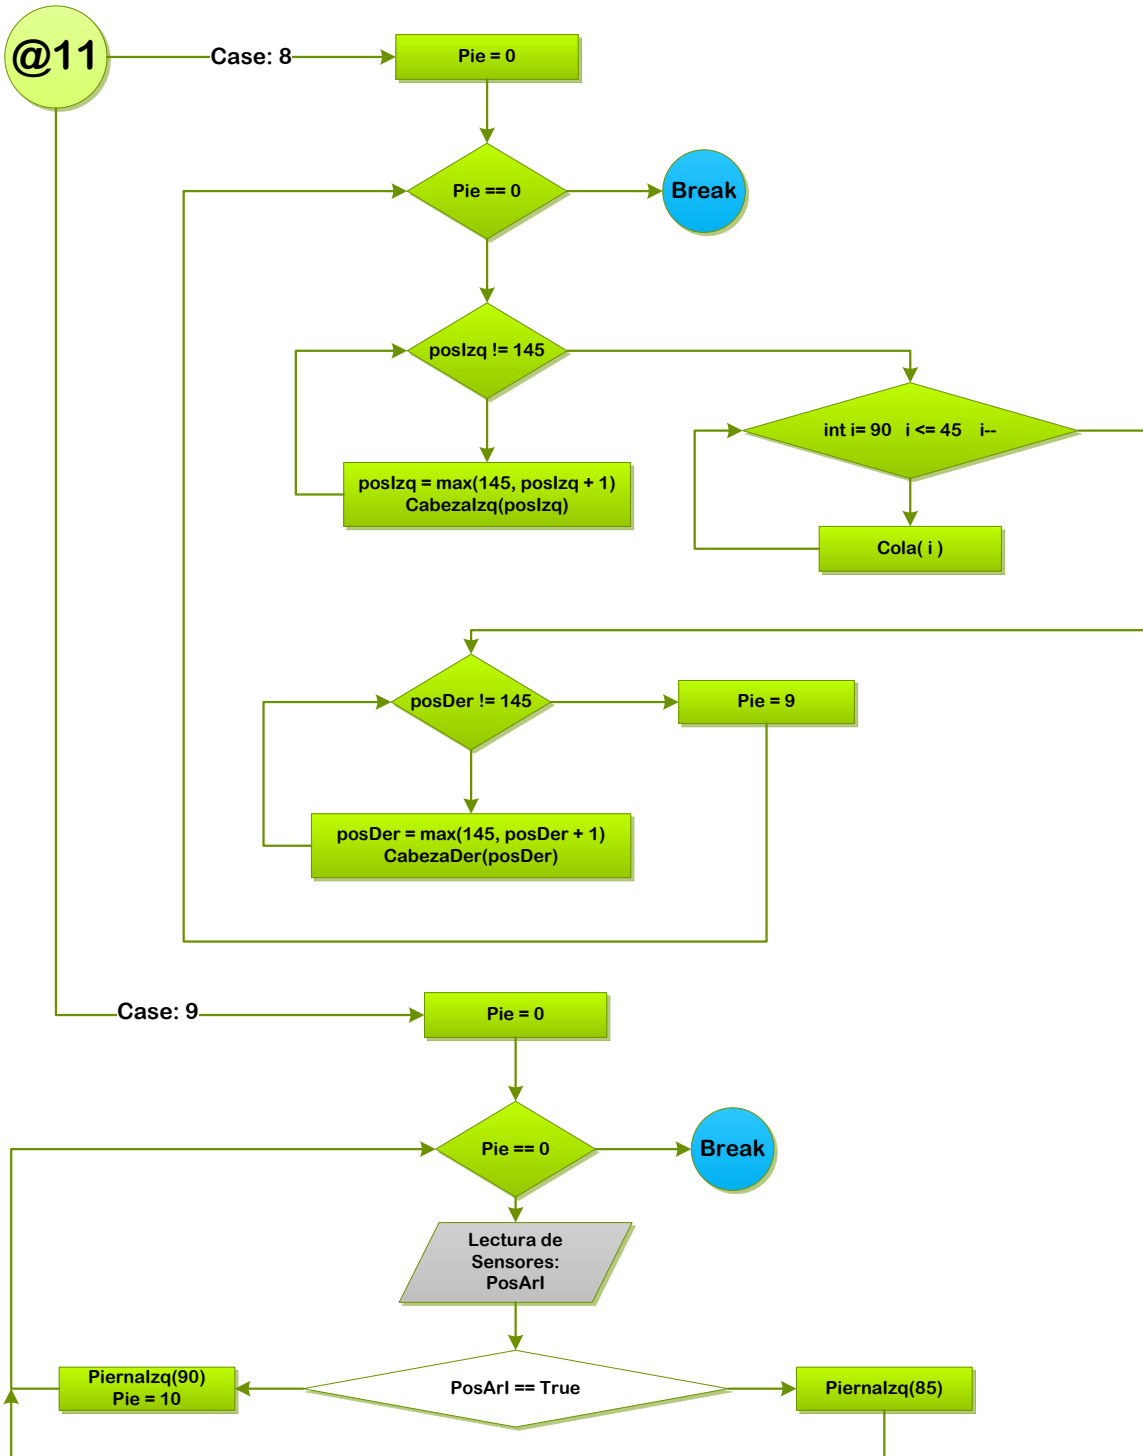 @11
Case: 8
Pie = 0
Pie == 0
Break
posIzq != 145
int i= 90 i <= 45 i--
posIzq = max(145, posIzq + 1)
CabezaIzq(posIzq)
Cola( i )
posDer != 145
Pie = 9
posDer = max(145, posDer + 1)
CabezaDer(posDer)
Case: 9
Pie = 0
Pie == 0
Break
Lectura de
Sensores:
PosArI
PiernaIzq(90)
Pie = 10
PosArI == True
PiernaIzq(85)